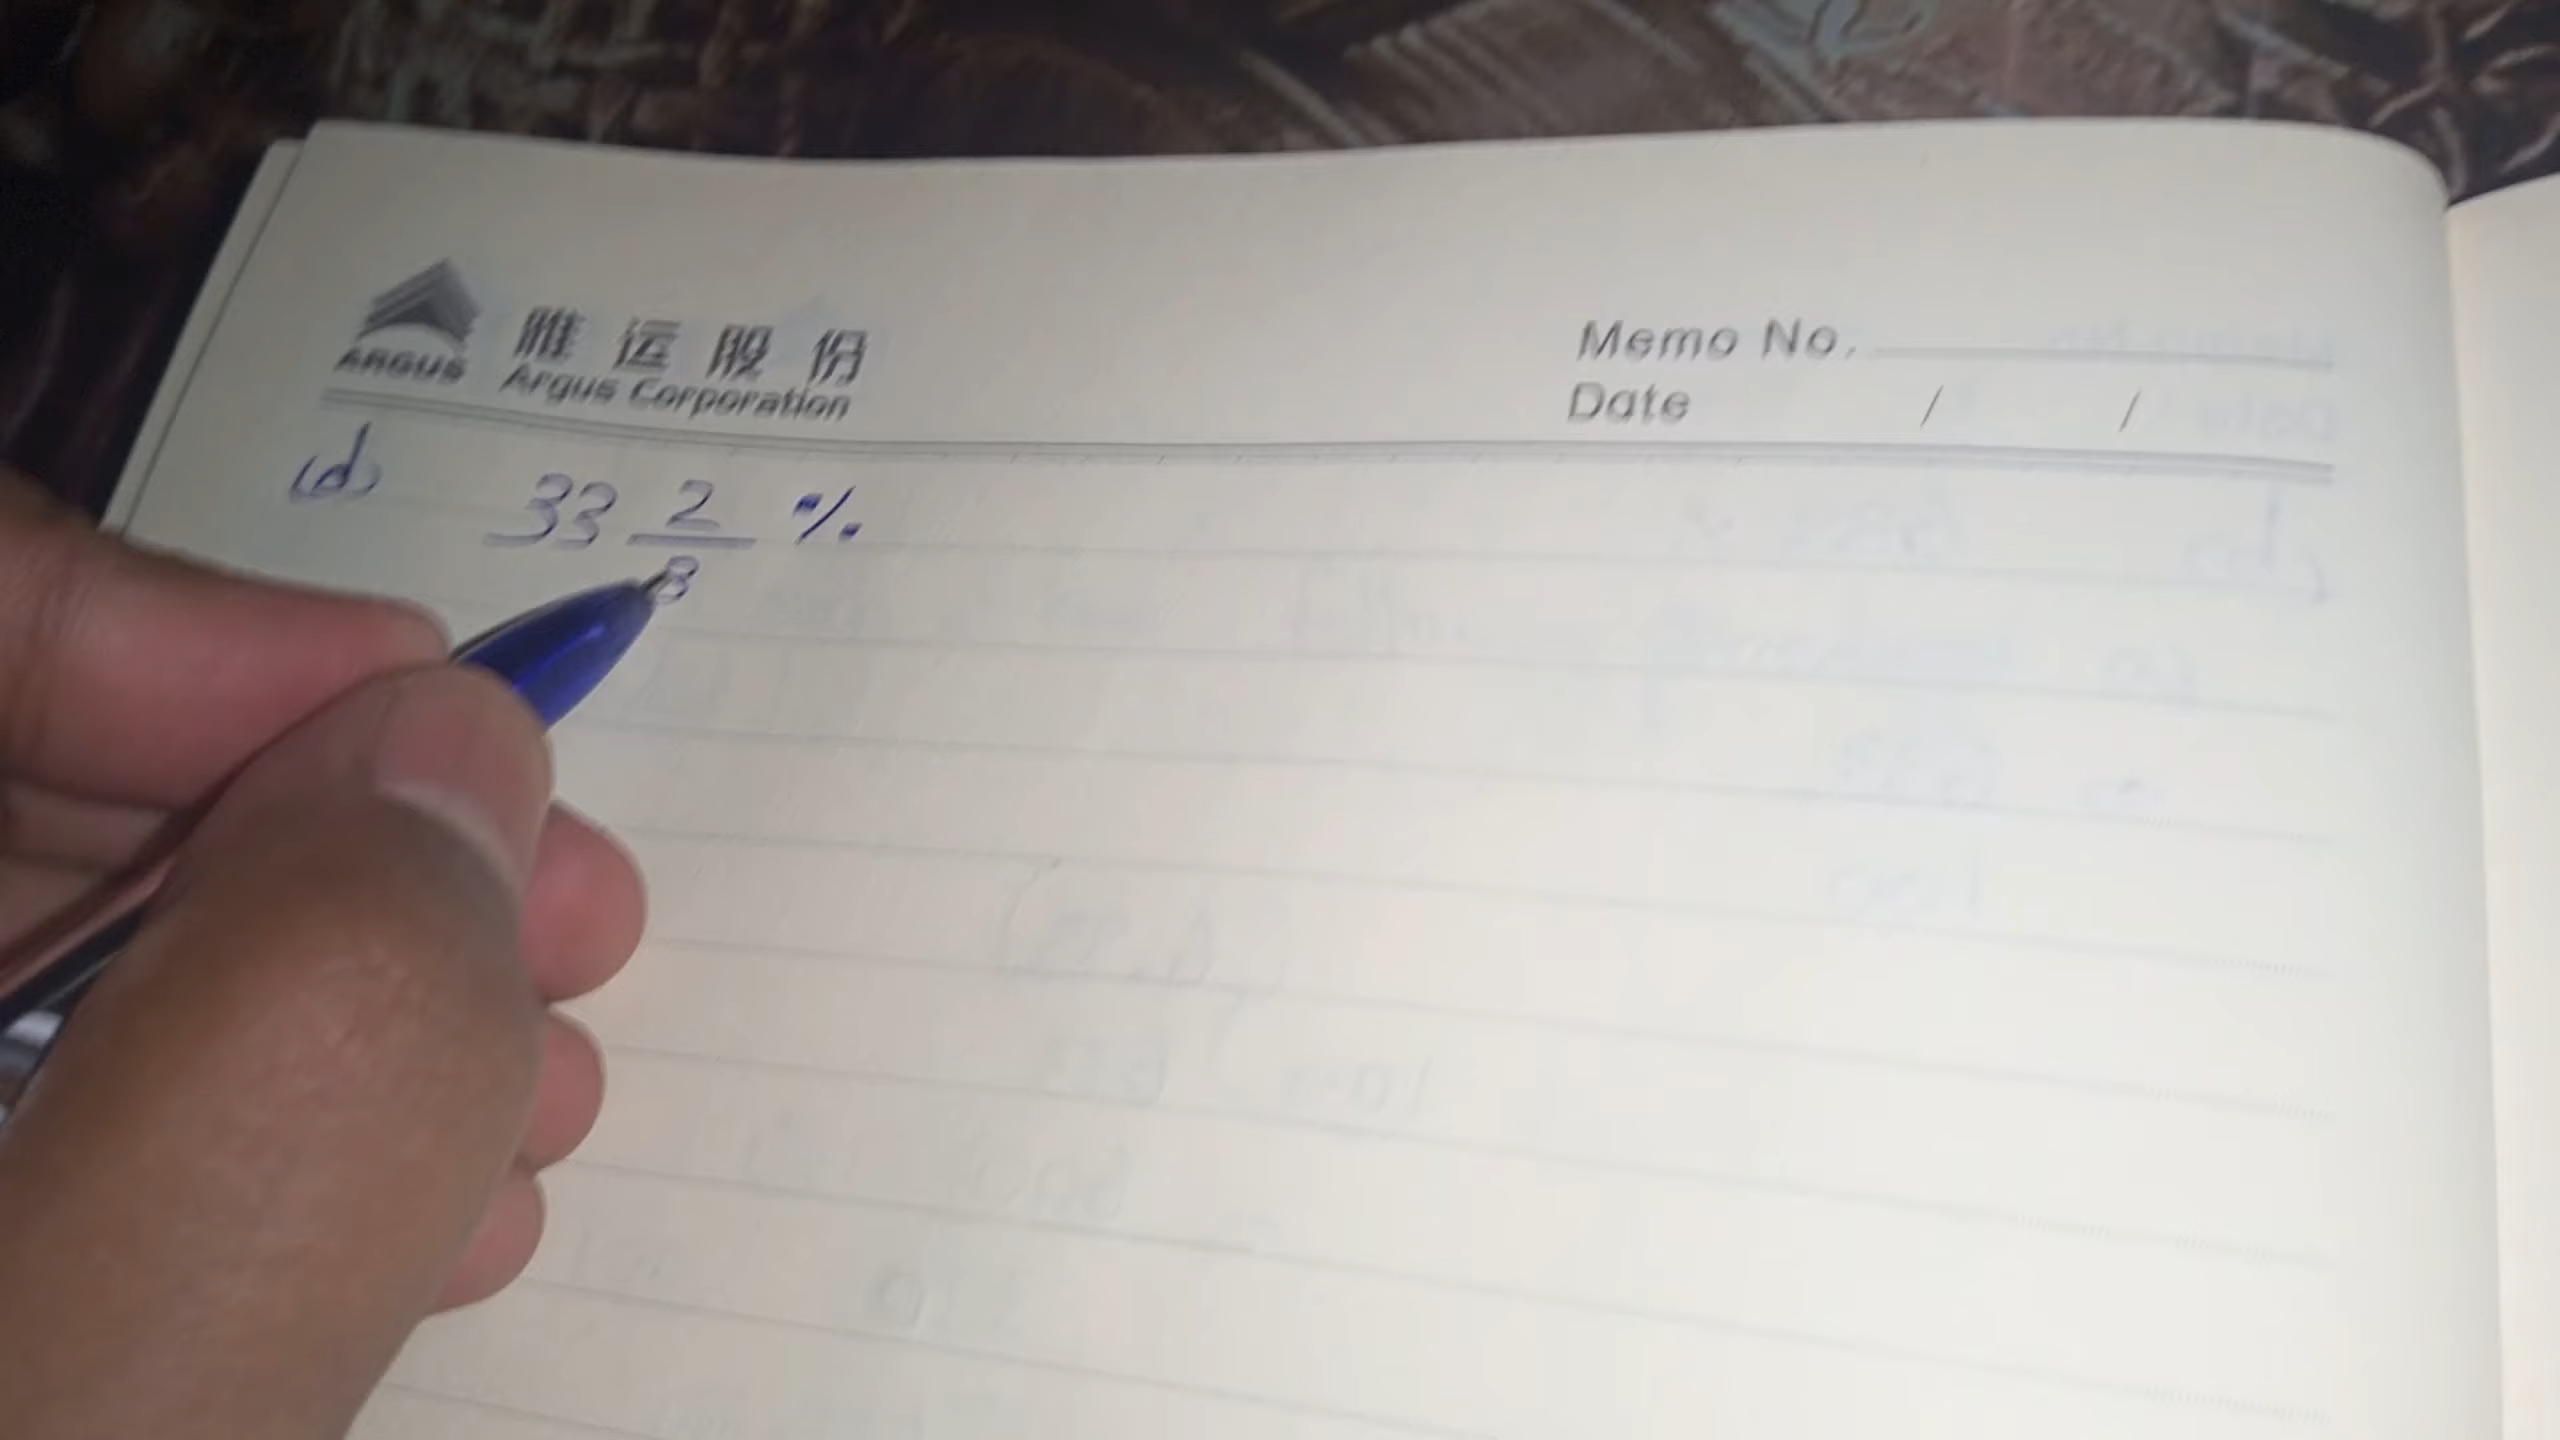 雅运股份
ARGUS Argus Corporation
Memo No.
Date / /
(d) 33 2/8 %